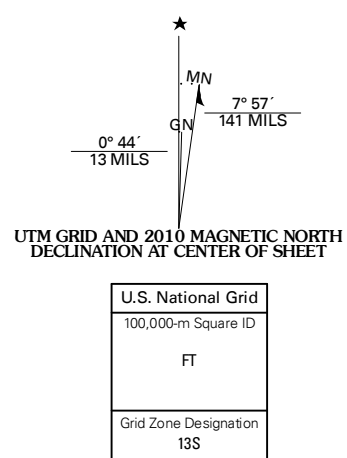 MN
GN
7° 57´
141 MILS
0° 44´
13 MILS
UTM GRID AND 2010 MAGNETIC NORTH
DECLINATION AT CENTER OF SHEET
U.S. National Grid
100,000-m Square ID
FT
Grid Zone Designation
13S